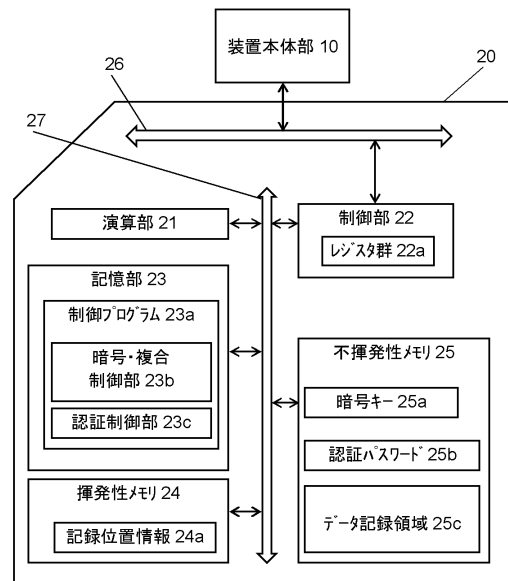 装置本体部 10
26
20
27
演算部 21
制御部 22
ﾚｼﾞｽﾀ群 22a
記憶部 23
制御ﾌﾟﾛｸﾞﾗﾑ 23a
暗号・複合
制御部 23b
認証制御部 23c
不揮発性ﾒﾓﾘ 25
暗号ｷｰ 25a
認証ﾊﾟｽﾜｰﾄﾞ 25b
ﾃﾞｰﾀ記録領域 25c
揮発性ﾒﾓﾘ 24
記録位置情報 24a